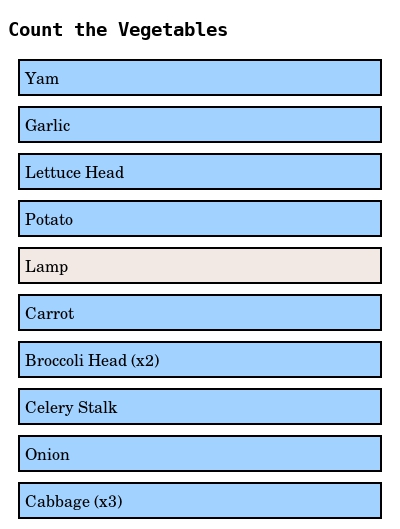 Count the Vegetables
Yam
Garlic
Lettuce Head
Potato
Lamp
Carrot
Broccoli Head (x2)
Celery Stalk
Onion
Cabbage (x3)